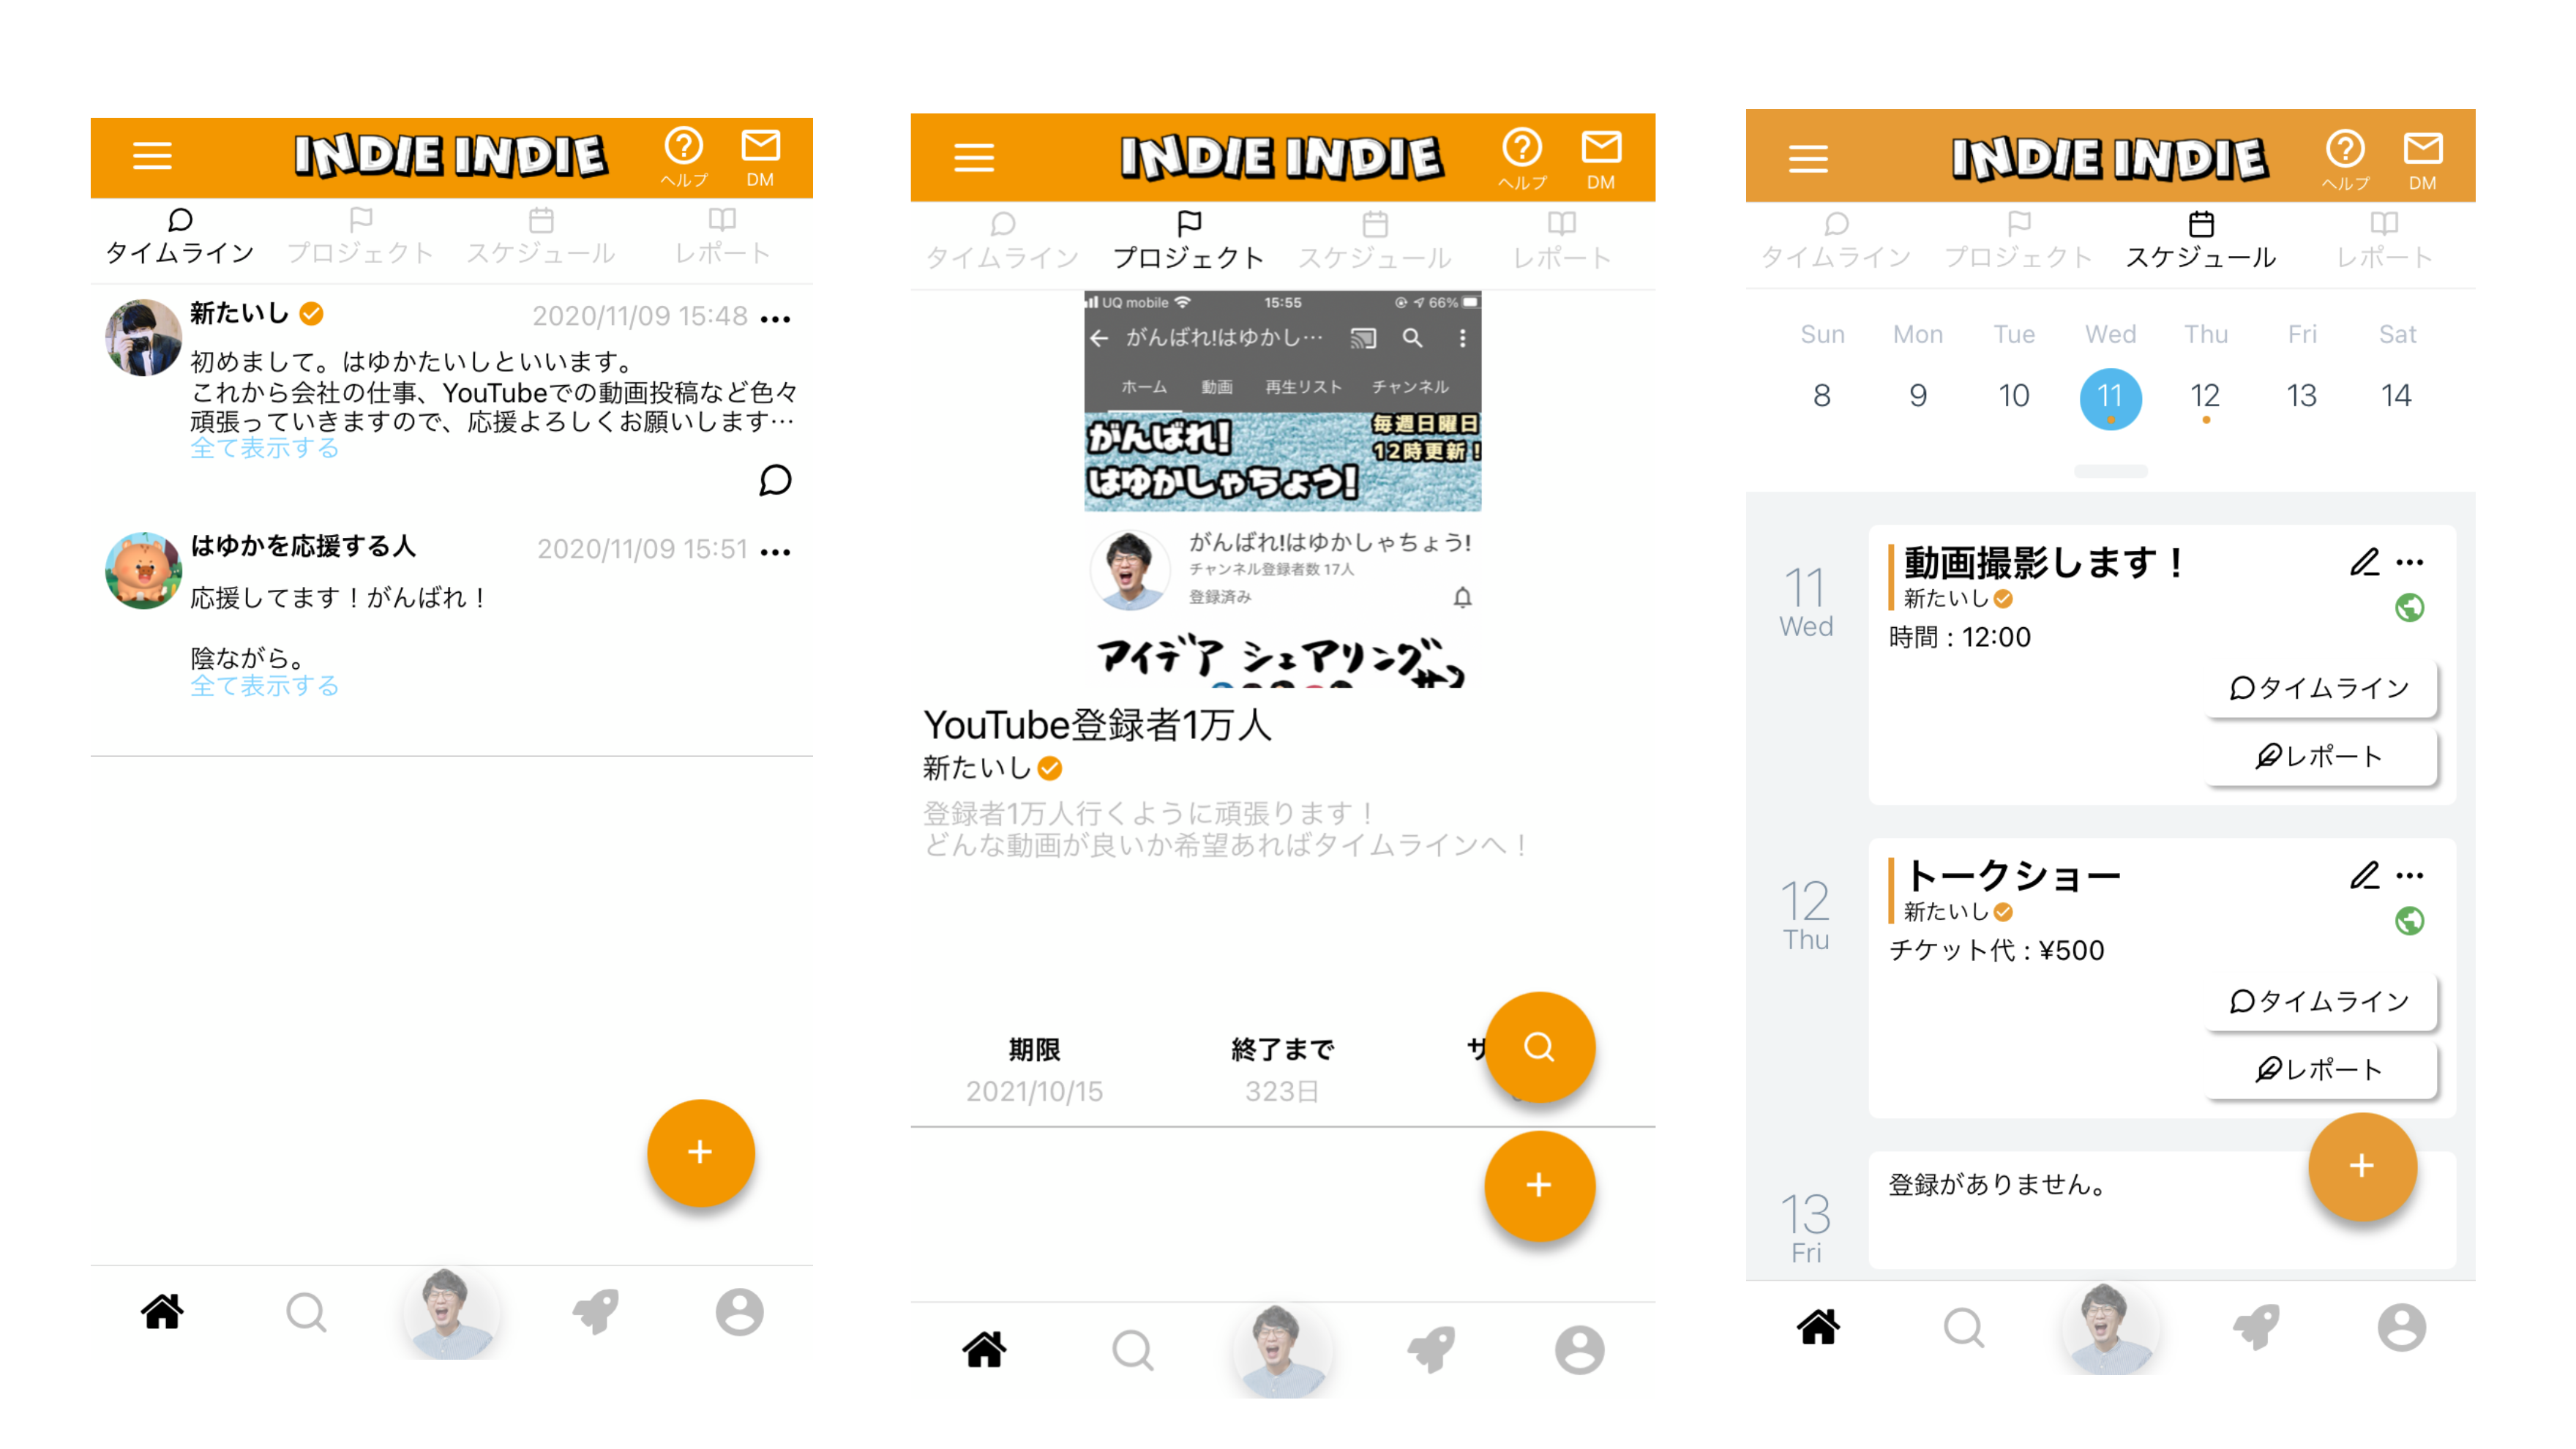 INDIE INDIE
ヘルプ
DM
タイムライン
プロジェクト
スケジュール
レポート
新たいし
2020/11/09 15:48
初めまして。はゆかたいしといいます。
これから会社の仕事、YouTubeでの動画投稿など色々
頑張っていきますので、応援よろしくお願いします…
全て表示する
はゆかを応援する人
2020/11/09 15:51
応援してます！がんばれ！
陰ながら。
全て表示する
INDIE INDIE
ヘルプ
DM
タイムライン
プロジェクト
スケジュール
レポート
UQ mobile
15:55
66%
がんばれ!はゆかし…
ホーム
動画
再生リスト
チャンネル
がんばれ!
はゆかしゃちょう!
毎週日曜日
12時更新!
がんばれ!はゆかしゃちょう!
チャンネル登録者数 17人
登録済み
アイデア シェアリング
YouTube登録者1万人
新たいし
登録者1万人行くように頑張ります！
どんな動画が良いか希望あればタイムラインへ！
期限
終了まで
サ
2021/10/15
323日
INDIE INDIE
ヘルプ
DM
タイムライン
プロジェクト
スケジュール
レポート
Sun Mon Tue Wed Thu Fri Sat
8 9 10 11 12 13 14
11
Wed
動画撮影します！
新たいし
時間 : 12:00
タイムライン
レポート
12
Thu
トークショー
新たいし
チケット代 : ¥500
タイムライン
レポート
13
Fri
登録がありません。